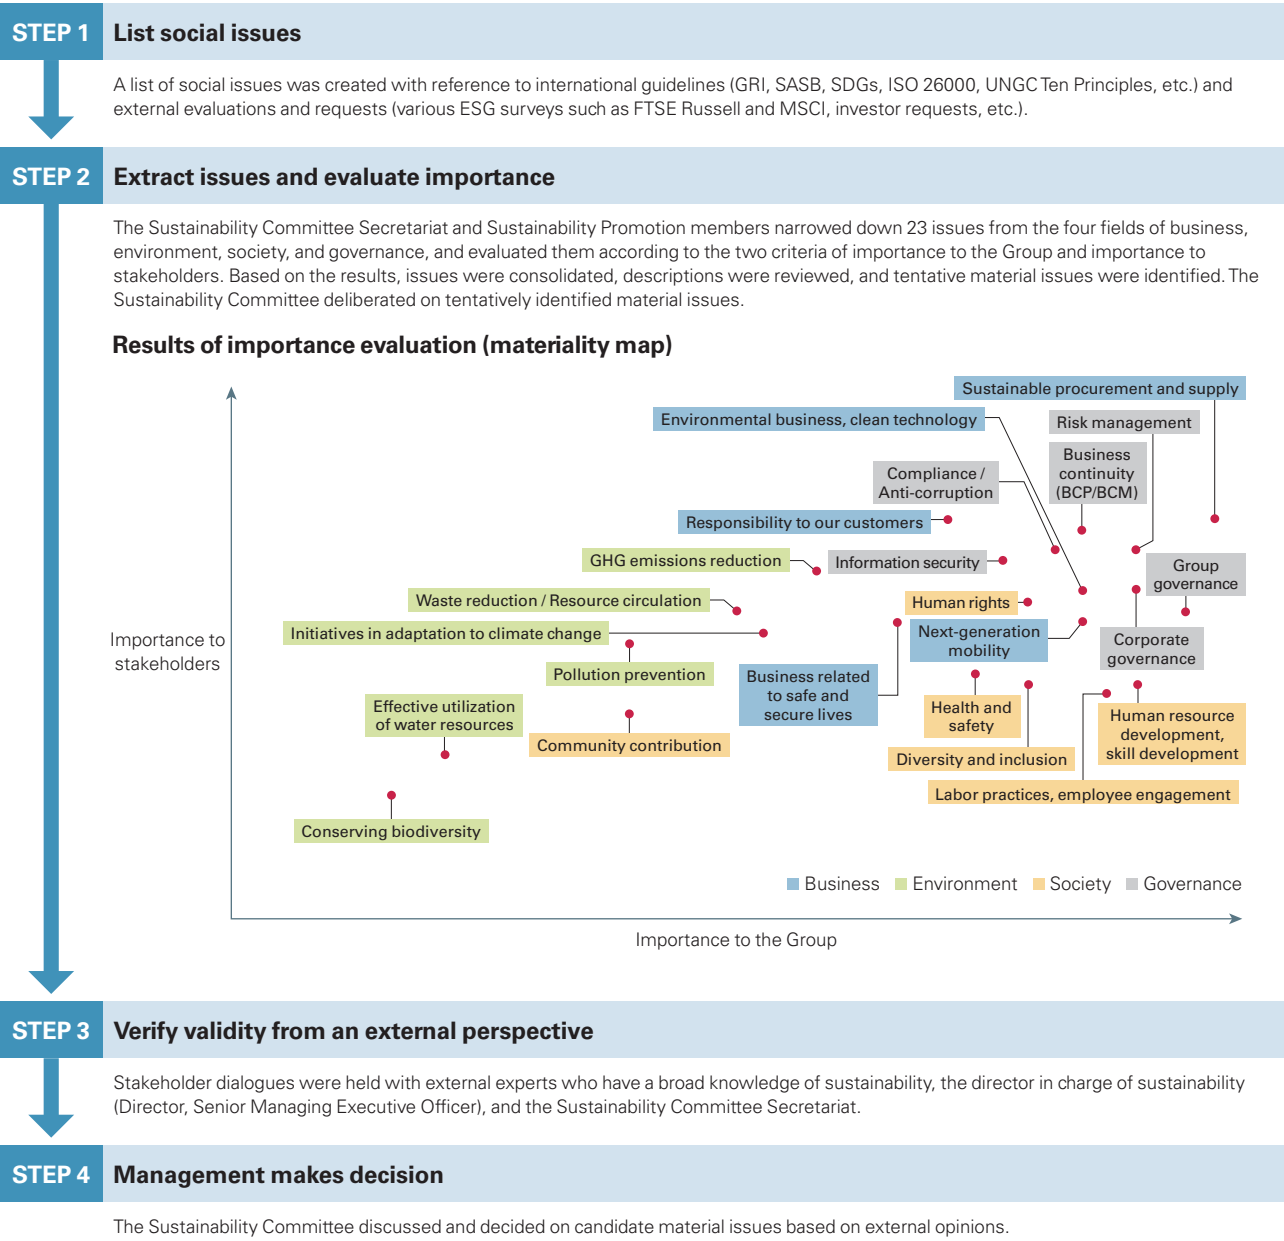 STEP 1
List social issues
A list of social issues was created with reference to international guidelines (GRI, SASB, SDGs, ISO 26000, UNGC Ten Principles, etc.) and
external evaluations and requests (various ESG surveys such as FTSE Russell and MSCI, investor requests, etc.).
STEP 2
Extract issues and evaluate importance
The Sustainability Committee Secretariat and Sustainability Promotion members narrowed down 23 issues from the four fields of business,
environment, society, and governance, and evaluated them according to the two criteria of importance to the Group and importance to
stakeholders. Based on the results, issues were consolidated, descriptions were reviewed, and tentative material issues were identified. The
Sustainability Committee deliberated on tentatively identified material issues.
Results of importance evaluation (materiality map)
Sustainable procurement and supply
Environmental business, clean technology
Risk management
Business
continuity
(BCP/BCM)
Compliance /
Anti-corruption
Responsibility to our customers
GHG emissions reduction
Information security
Group
governance
Waste reduction / Resource circulation
Human rights
Initiatives in adaptation to climate change
Next-generation
mobility
Corporate
governance
Importance to
stakeholders
Pollution prevention
Business related
to safe and
secure lives
Effective utilization
of water resources
Health and
safety
Human resource
development,
skill development
Community contribution
Diversity and inclusion
Labor practices, employee engagement
Conserving biodiversity
Business
Environment
Society
Governance
Importance to the Group
STEP 3
Verify validity from an external perspective
Stakeholder dialogues were held with external experts who have a broad knowledge of sustainability, the director in charge of sustainability
(Director, Senior Managing Executive Officer), and the Sustainability Committee Secretariat.
STEP 4
Management makes decision
The Sustainability Committee discussed and decided on candidate material issues based on external opinions.